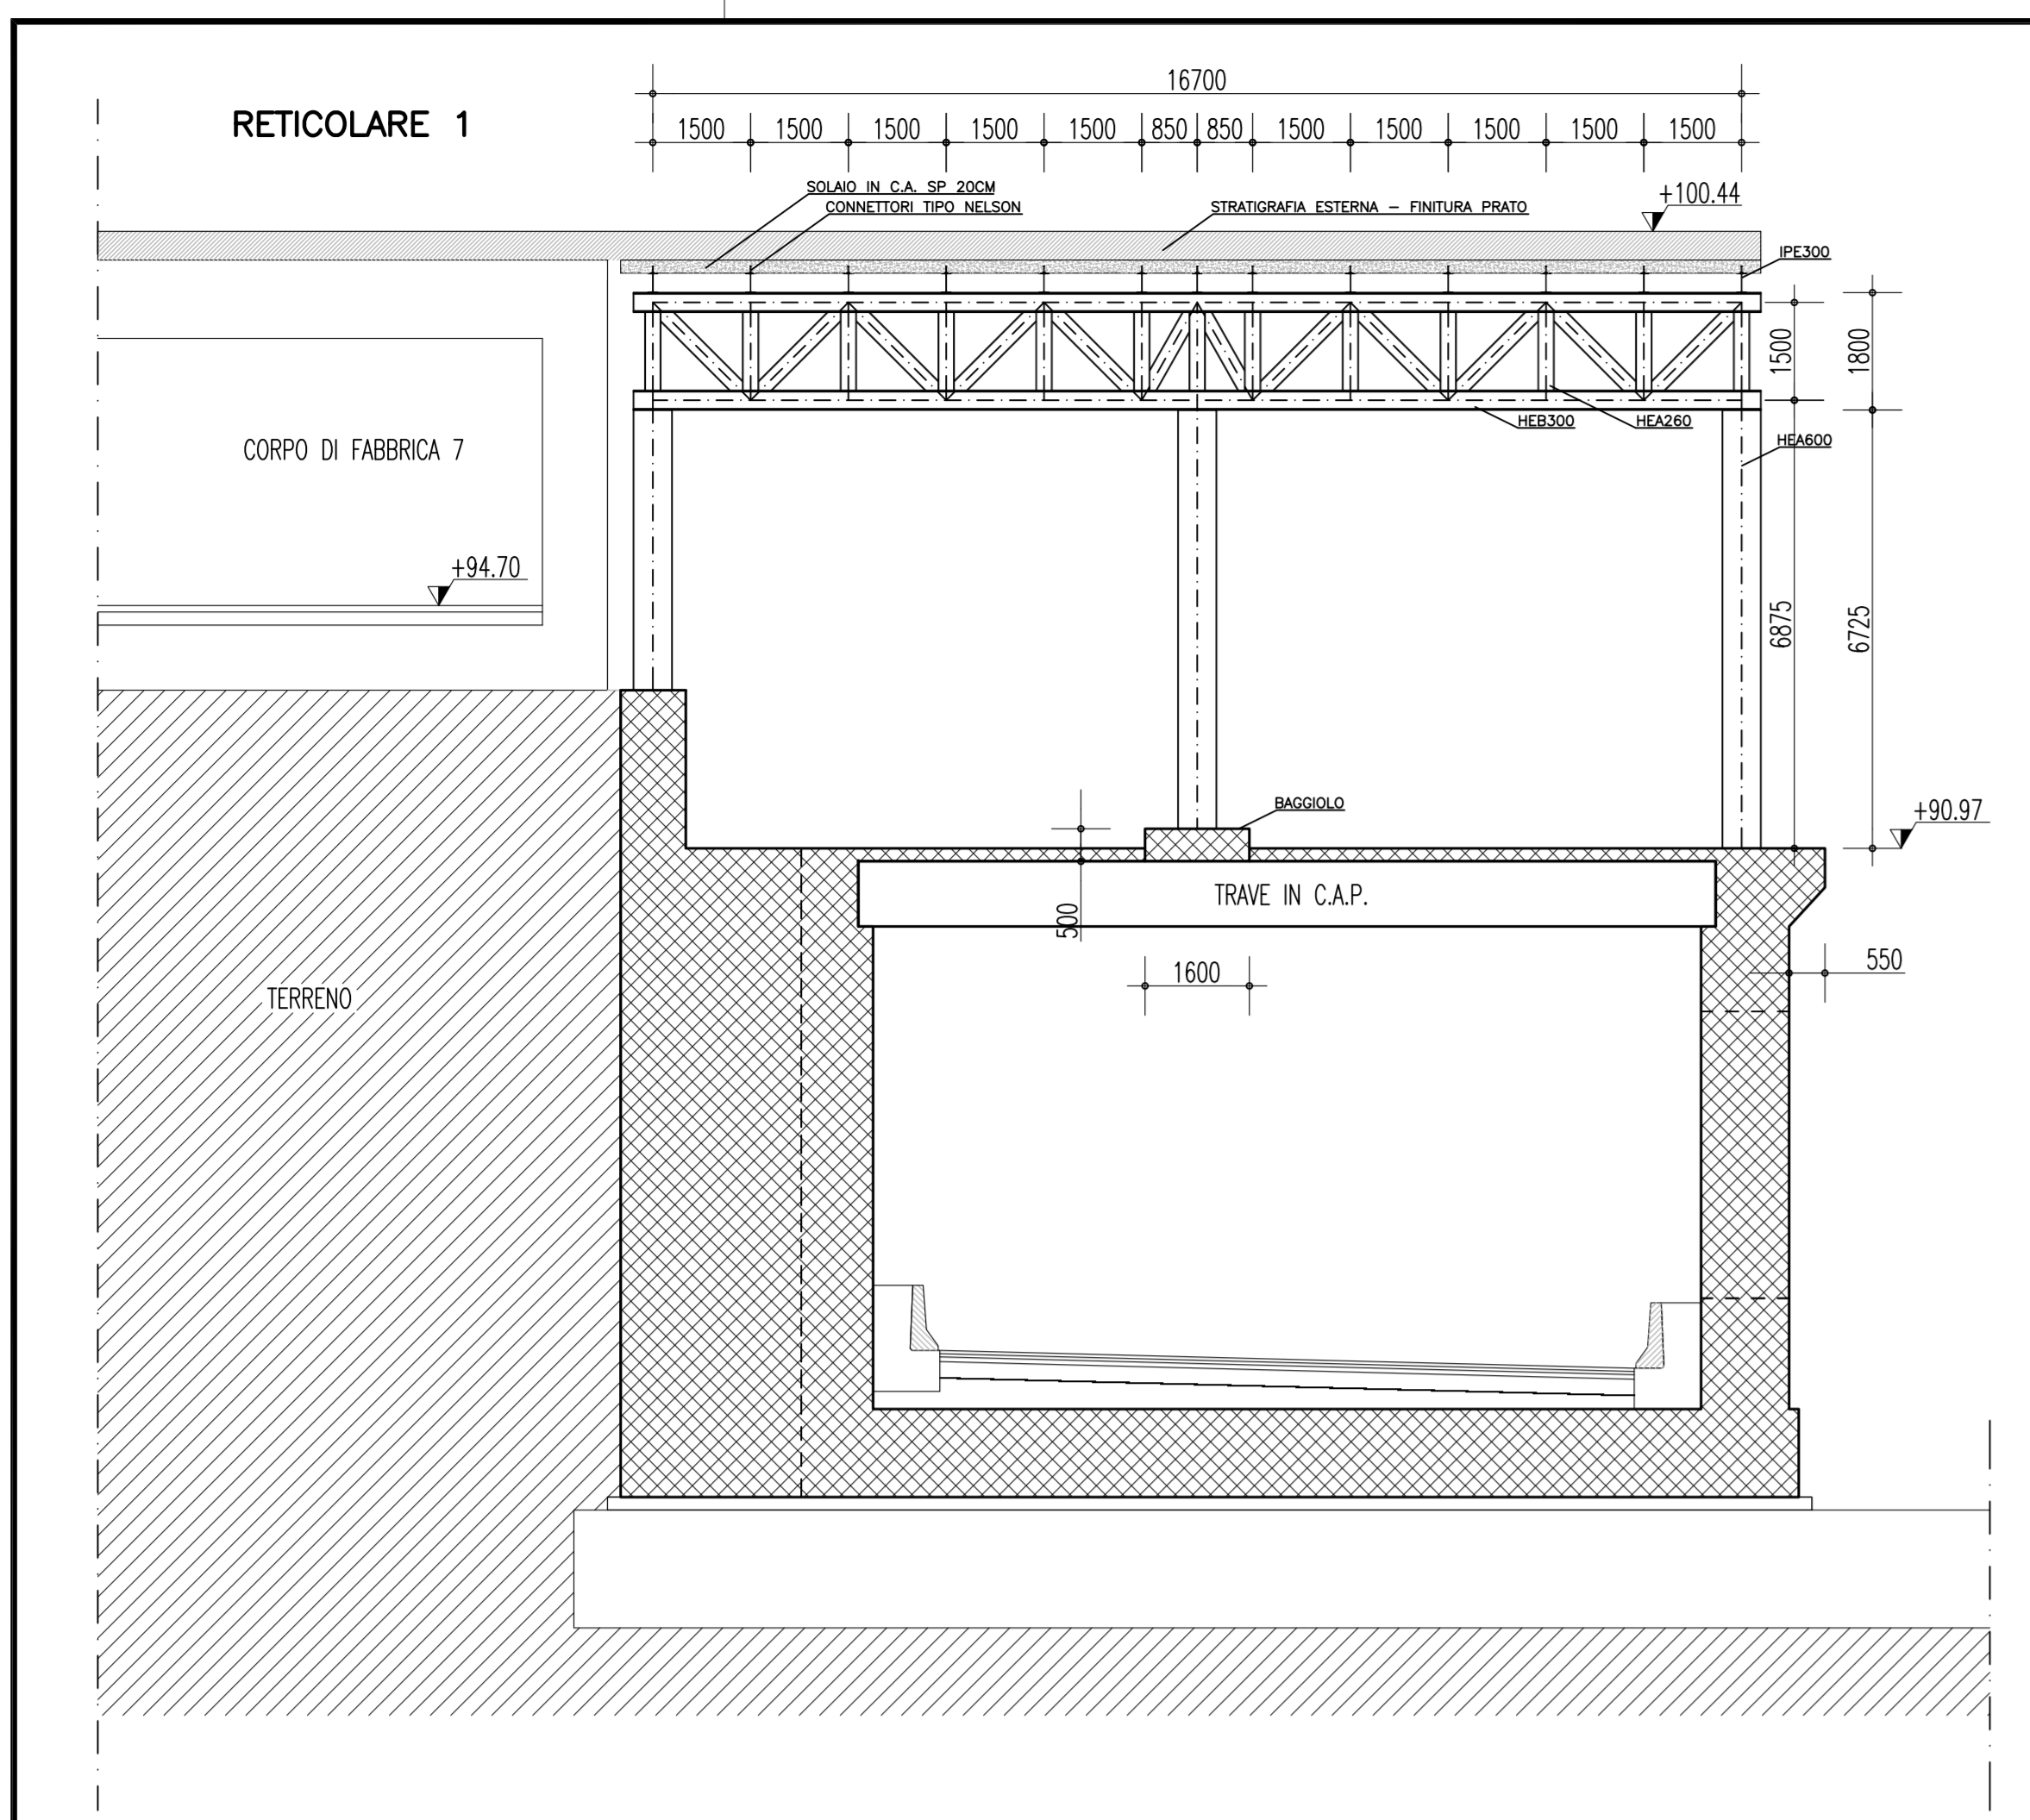 16700
RETICOLARE 1
1500 1500 1500 1500 1500 850 850 1500 1500 1500 1500 1500
SOLAIO IN C.A. SP 20CM
CONNETTORI TIPO NELSON
STRATIGRAFIA ESTERNA – FINITURA PRATO
+100.44
IPE300
1500
1800
HEB300
HEA260
HEA600
CORPO DI FABBRICA 7
+94.70
6875
6725
BAGGIOLO
+90.97
TRAVE IN C.A.P.
500
1600
550
TERRENO